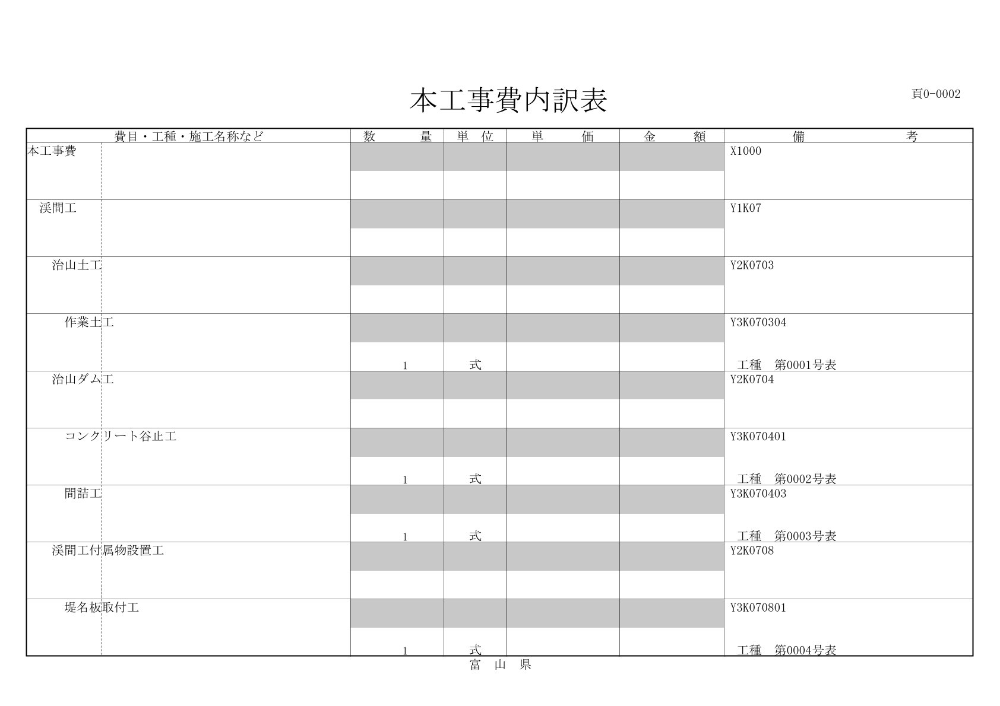 本工事費内訳表
頁0-0002
費目・工種・施工名称など 数 量 単 位 単 価 金 額 備 考
本工事費 X1000
渓間工 Y1K07
治山土工 Y2K0703
作業土工 Y3K070304
1 式 工種 第0001号表
治山ダム工 Y2K0704
コンクリート谷止工 Y3K070401
1 式 工種 第0002号表
間詰工 Y3K070403
1 式 工種 第0003号表
渓間工付属物設置工 Y2K0708
堤名板取付工 Y3K070801
1 式 工種 第0004号表
富 山 県